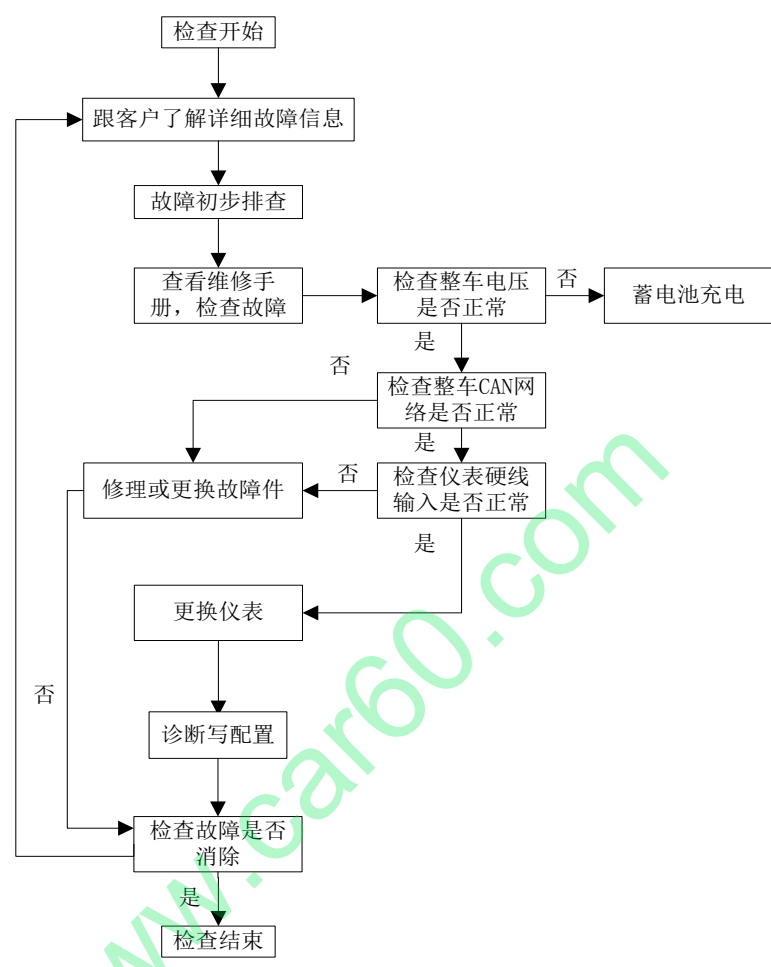 检查开始
跟客户了解详细故障信息
故障初步排查
查看维修手
册，检查故障
检查整车电压
是否正常
否
蓄电池充电
是
否
检查整车CAN网
络是否正常
是
修理或更换故障件
否
检查仪表硬线
输入是否正常
是
更换仪表
否
诊断写配置
检查故障是否
消除
是
检查结束
www.car60.com